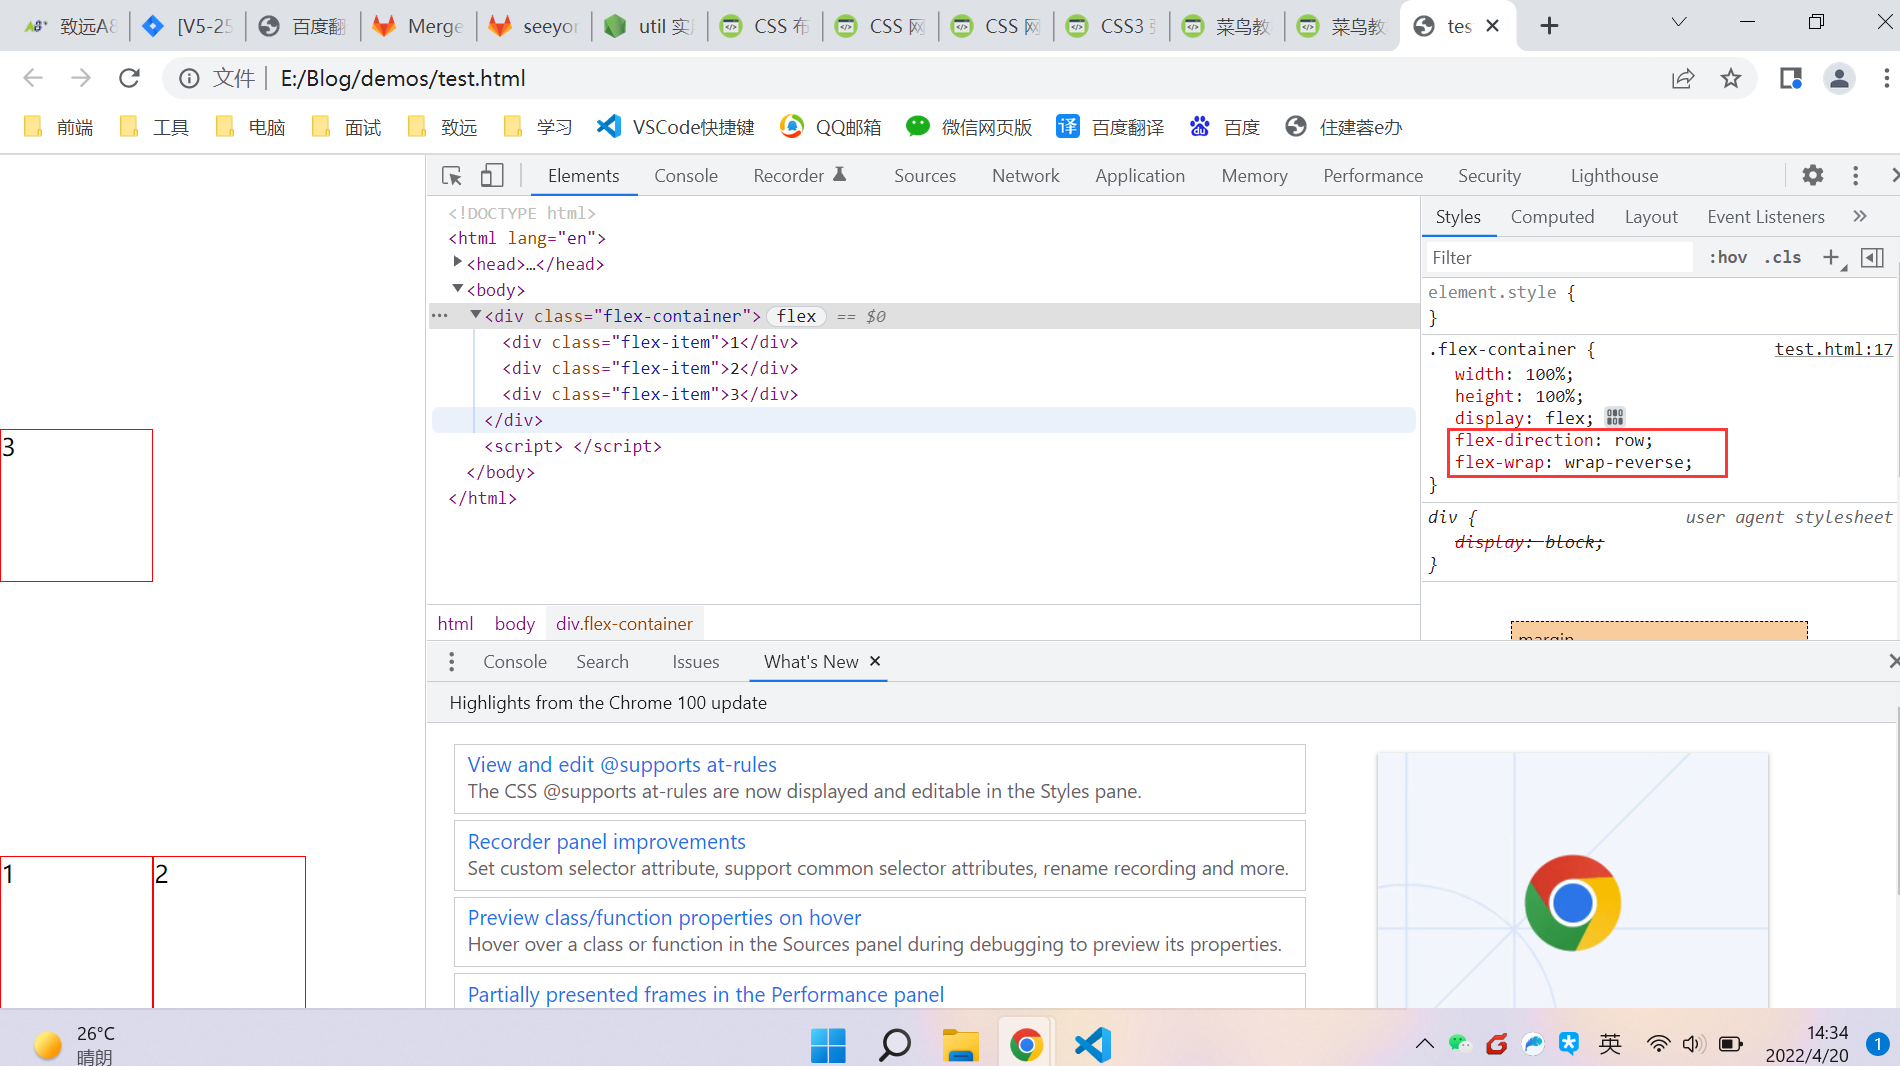 致远A8
[V5-25
百度翻
Merge
seeyor
util 实
CSS 布
CSS 网
CSS 网
CSS3 弹
菜鸟教
菜鸟教
tes
文件
E:/Blog/demos/test.html
前端
工具
电脑
面试
致远
学习
VSCode快捷键
QQ邮箱
微信网页版
译
百度翻译
百度
住建蓉e办
Elements
Console
Recorder
Sources
Network
Application
Memory
Performance
Security
Lighthouse
<!DOCTYPE html>
<html lang="en">
<head>…</head>
<body>
<div class="flex-container"> flex == $0
<div class="flex-item">1</div>
<div class="flex-item">2</div>
<div class="flex-item">3</div>
</div>
<script> </script>
</body>
</html>
html
body
div.flex-container
Styles
Computed
Layout
Event Listeners
Filter
:hov
.cls
element.style {
}
.flex-container {
test.html:17
width: 100%;
height: 100%;
display: flex;
flex-direction: row;
flex-wrap: wrap-reverse;
}
div {
user agent stylesheet
display: block;
}
margin
3
1
2
Console
Search
Issues
What's New
Highlights from the Chrome 100 update
View and edit @supports at-rules
The CSS @supports at-rules are now displayed and editable in the Styles pane.
Recorder panel improvements
Set custom selector attribute, support common selector attributes, rename recording and more.
Preview class/function properties on hover
Hover over a class or function in the Sources panel during debugging to preview its properties.
Partially presented frames in the Performance panel
26°C
晴朗
英
14:34
2022/4/20
1